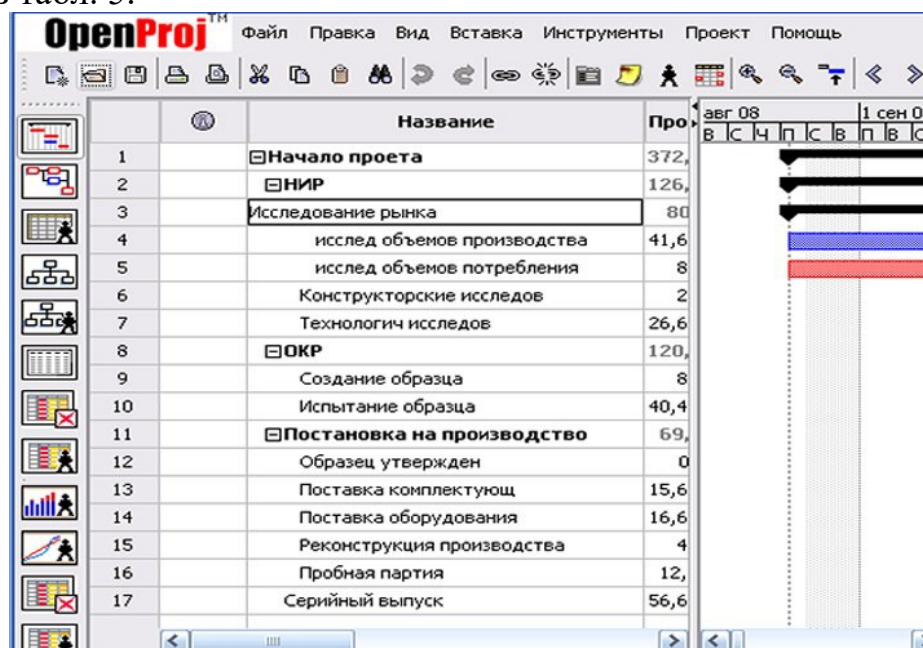 в табл. 5.
OpenProj™ Файл Правка Вид Вставка Инструменты Проект Помощь
Название Про авг 08 1 сен 0
В С Ч П С В П В С
1 Начало проета 372,
2 НИР 126,
3 Исследование рынка 80
4 исслед объемов производства 41,6
5 исслед объемов потребления 8
6 Конструкторские исследов 2
7 Технологич исследов 26,6
8 ОКР 120,
9 Создание образца 8
10 Испытание образца 40,4
11 Постановка на производство 69,
12 Образец утвержден 0
13 Поставка комплектующ 15,6
14 Поставка оборудования 16,6
15 Реконструкция производства 4
16 Пробная партия 12,
17 Серийный выпуск 56,6